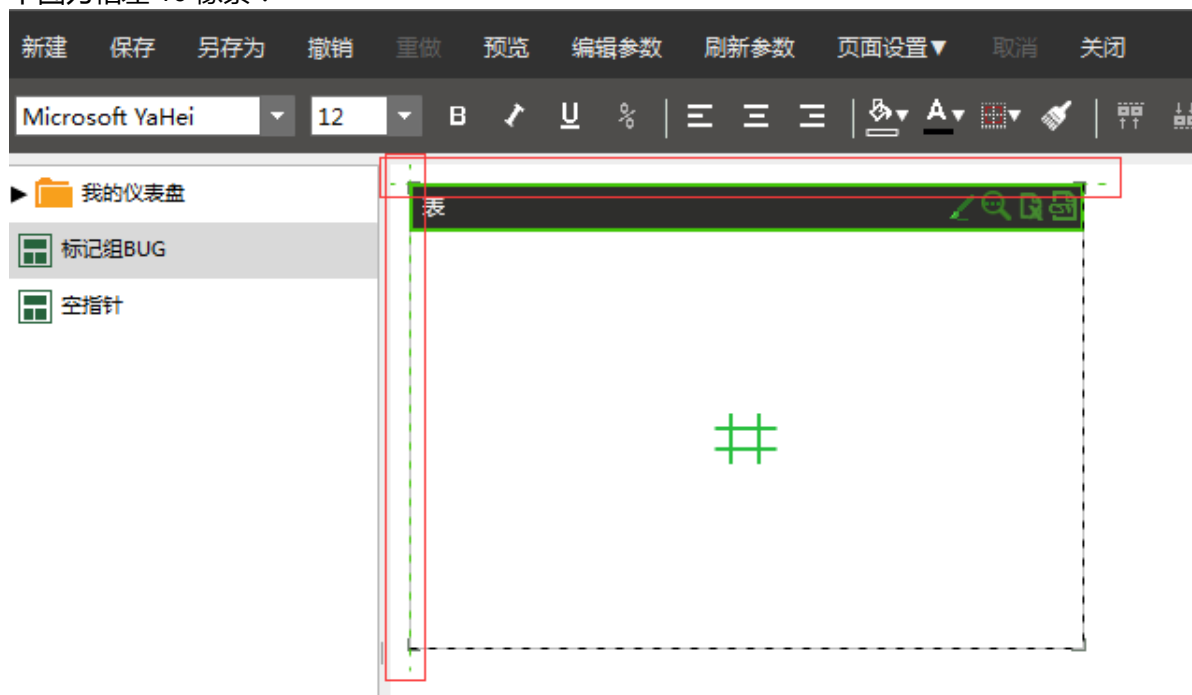 新建 保存 另存为 撤销 重做 预览 编辑参数 刷新参数 页面设置▼ 取消 关闭
Microsoft YaHei 12 B I U % A
我的仪表盘
表
CSV
标记组BUG
空指针